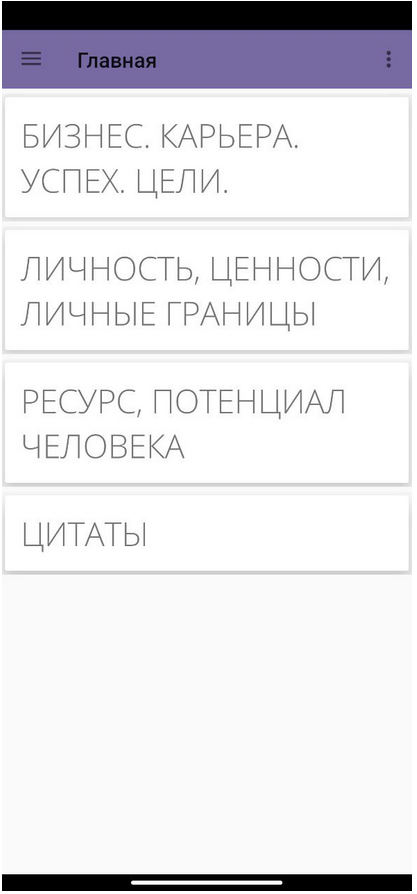 Главная
БИЗНЕС. КАРЬЕРА.
УСПЕХ. ЦЕЛИ.
ЛИЧНОСТЬ, ЦЕННОСТИ,
ЛИЧНЫЕ ГРАНИЦЫ
РЕСУРС, ПОТЕНЦИАЛ
ЧЕЛОВЕКА
ЦИТАТЫ